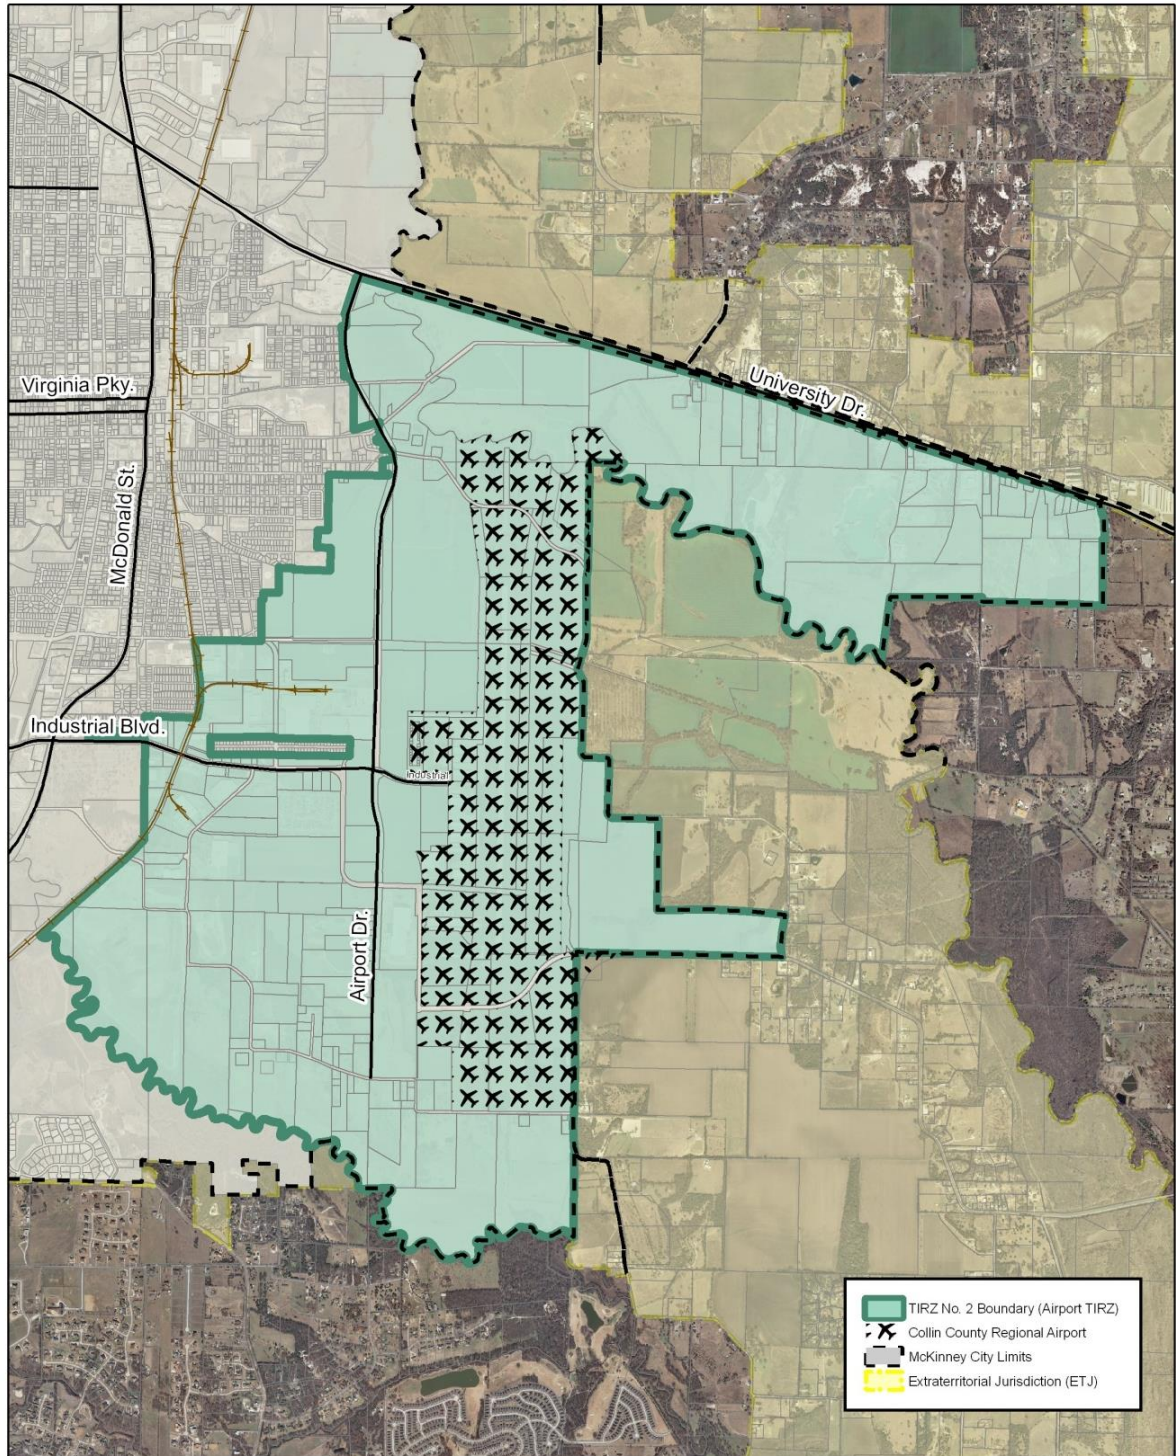 University Dr.
Virginia Pky.
McDonald St.
Industrial Blvd.
Industrial
Airport Dr.
TIRZ No. 2 Boundary (Airport TIRZ)
Collin County Regional Airport
McKinney City Limits
Extraterritorial Jurisdiction (ETJ)